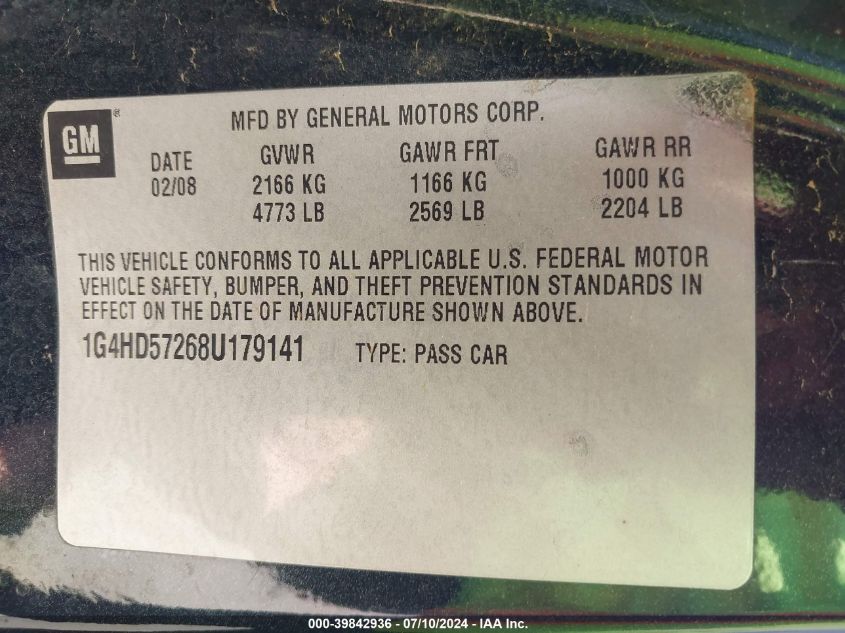 GM®
MFD BY GENERAL MOTORS CORP.
DATE GVWR GAWR FRT GAWR RR
02/08 2166 KG 1166 KG 1000 KG
4773 LB 2569 LB 2204 LB
THIS VEHICLE CONFORMS TO ALL APPLICABLE U.S. FEDERAL MOTOR
VEHICLE SAFETY, BUMPER, AND THEFT PREVENTION STANDARDS IN
EFFECT ON THE DATE OF MANUFACTURE SHOWN ABOVE.
1G4HD57268U179141 TYPE: PASS CAR
000-39842936 - 07/10/2024 - IAA Inc.